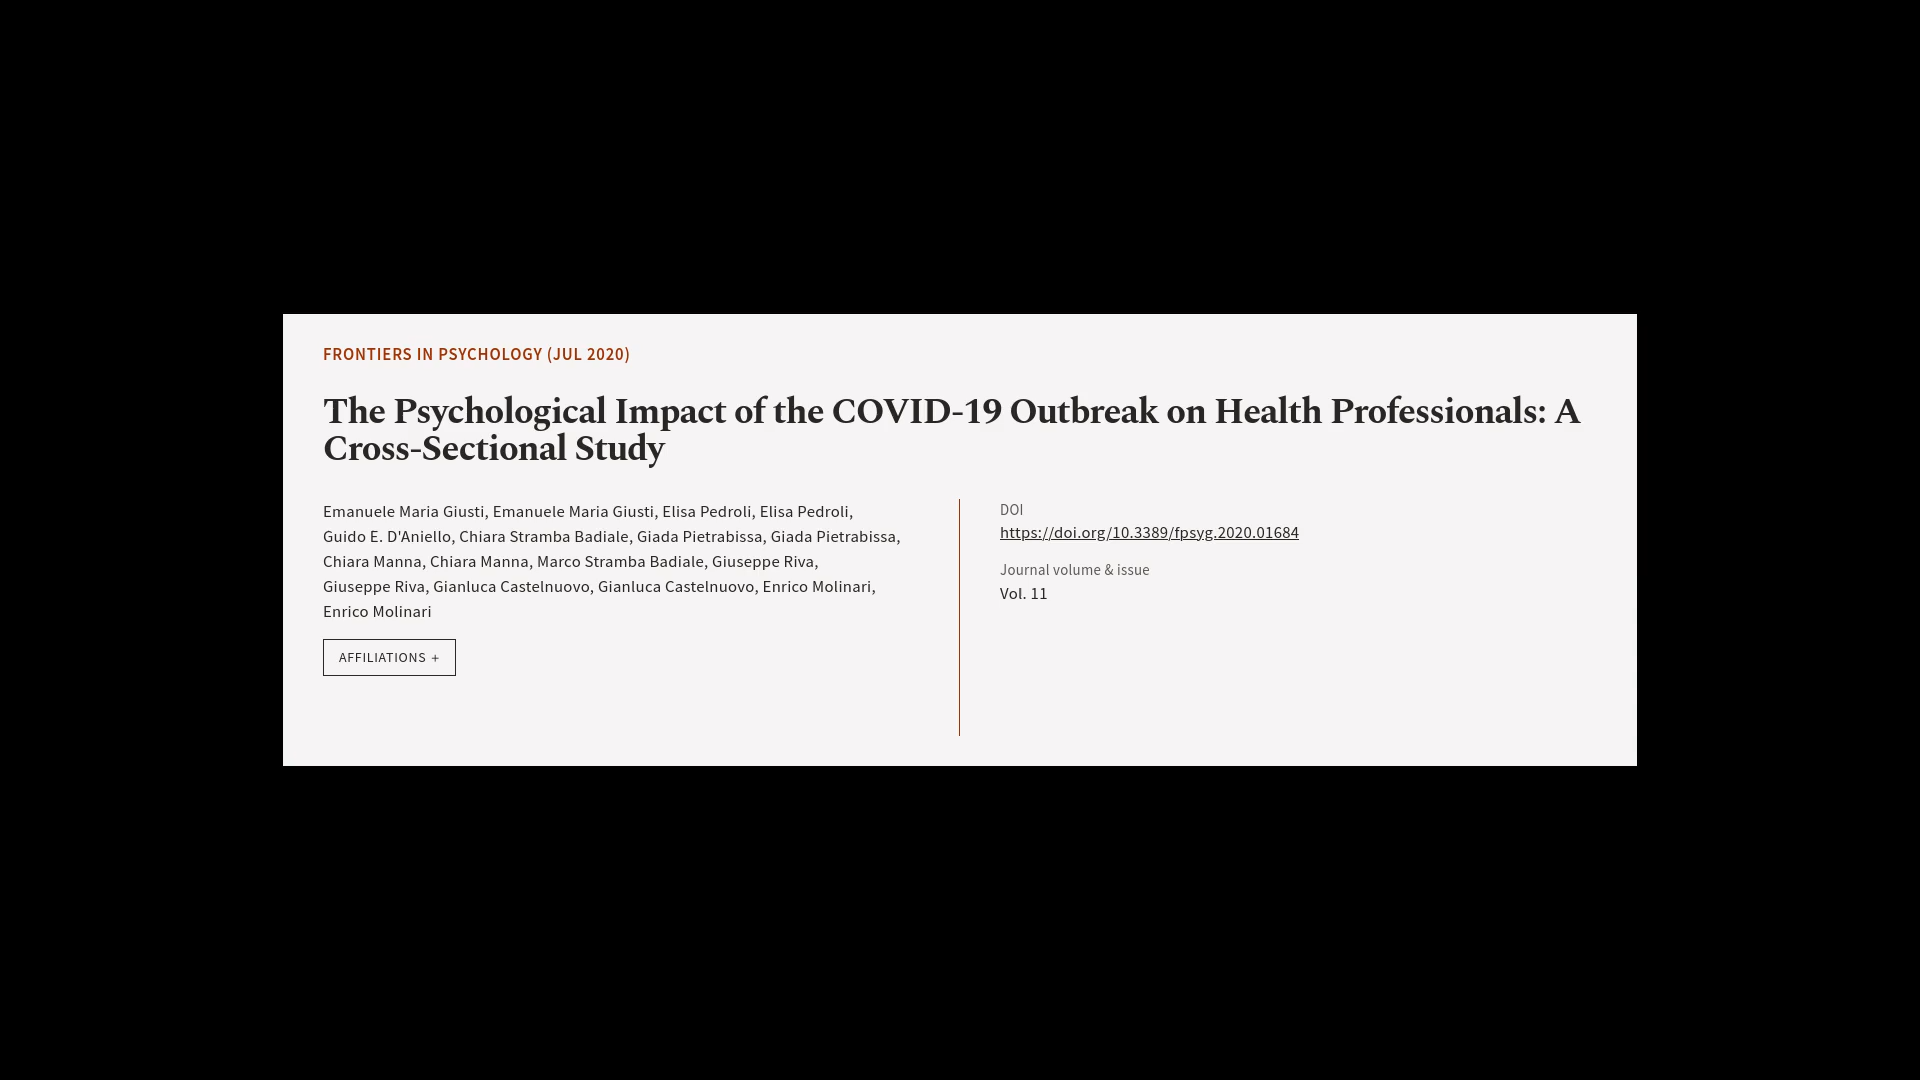 FRONTIERS IN PSYCHOLOGY (JUL 2020)
The Psychological Impact of the COVID-19 Outbreak on Health Professionals: A
Cross-Sectional Study
Emanuele Maria Giusti, Emanuele Maria Giusti, Elisa Pedroli, Elisa Pedroli,
Guido E. D'Aniello, Chiara Stramba Badiale, Giada Pietrabissa, Giada Pietrabissa,
Chiara Manna, Chiara Manna, Marco Stramba Badiale, Giuseppe Riva,
Giuseppe Riva, Gianluca Castelnuovo, Gianluca Castelnuovo, Enrico Molinari,
Enrico Molinari
AFFILIATIONS +
DOI
https://doi.org/10.3389/fpsyg.2020.01684
Journal volume & issue
Vol. 11